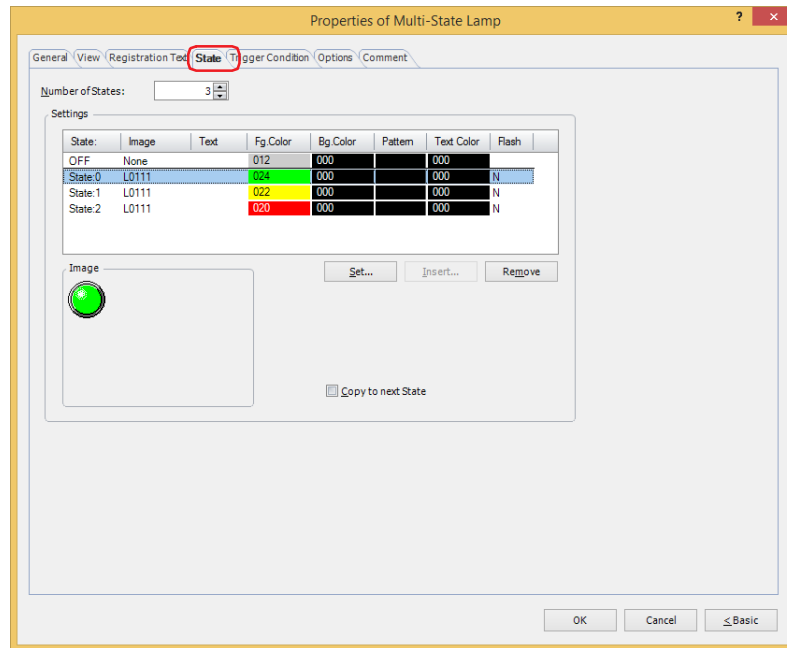 Properties of Multi-State Lamp ? ×
General View Registration Text State Trigger Condition Options Comment
Number of States: 3
Settings
State: Image Text Fg.Color Bg.Color Pattern Text Color Flash
OFF None 012 000 000
State:0 L0111 024 000 000 N
State:1 L0111 022 000 000 N
State:2 L0111 020 000 000 N
Image
Set... Insert... Remove
Copy to next State
OK Cancel < Basic